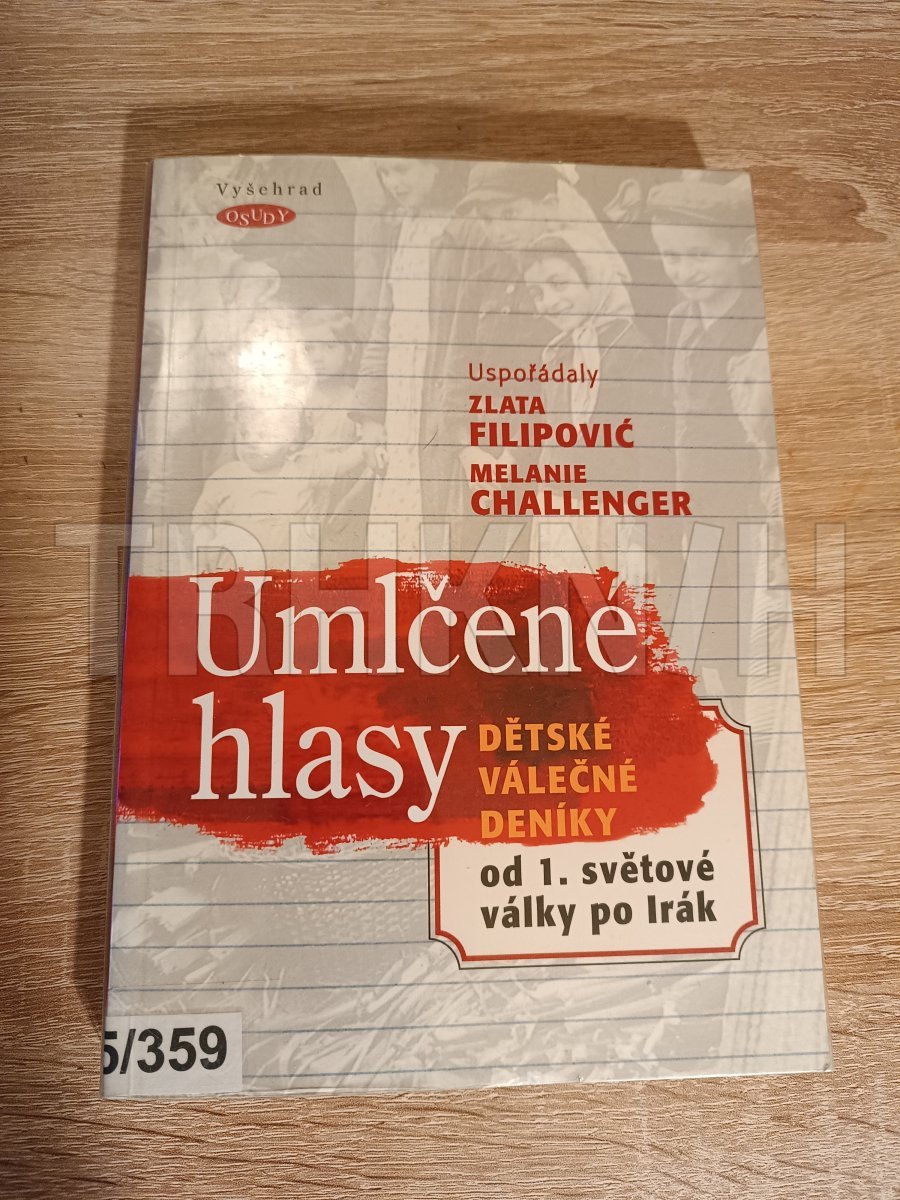 Vyšehrad
OSUDY
Uspořádaly
ZLATA
FILIPOVIĆ
MELANIE
CHALLENGER
Umlčené
hlasy
DĚTSKÉ
VÁLEČNÉ
DENÍKY
od 1. světové
války po Irák
5/359
TRHKNIH